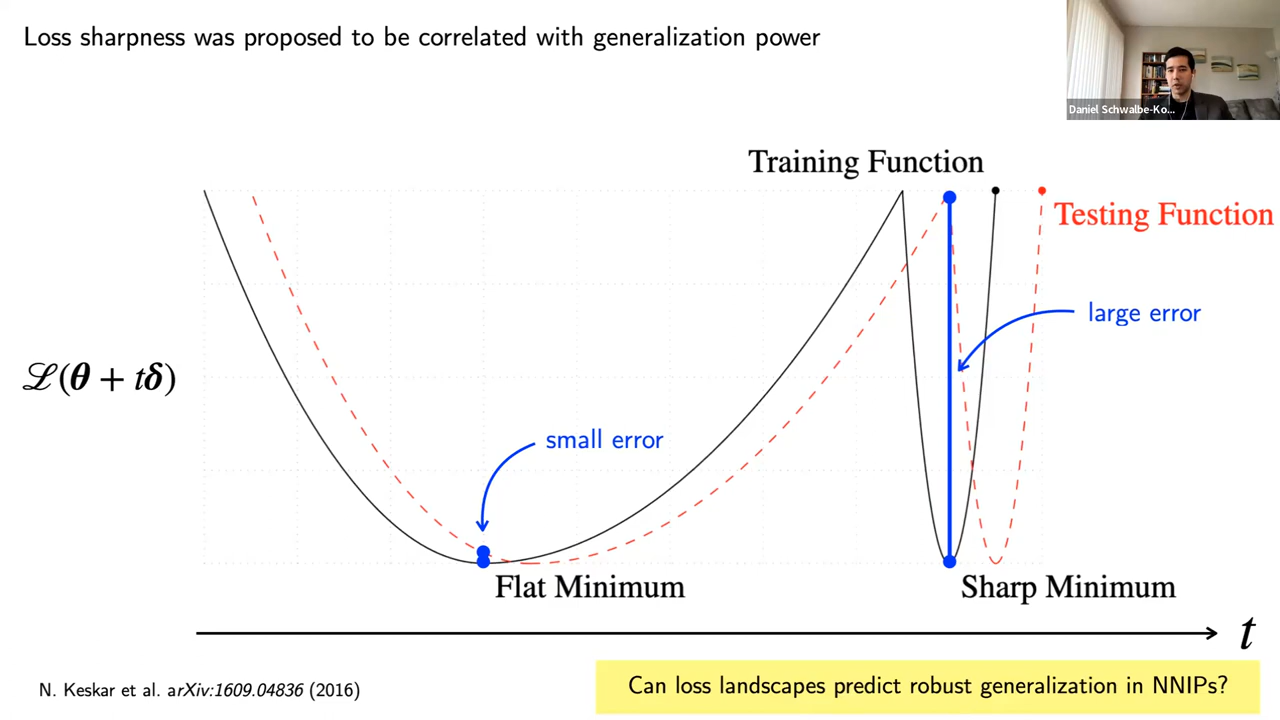 Loss sharpness was proposed to be correlated with generalization power
Daniel Schwalbe-Ko...
Training Function
Testing Function
large error
ℒ(θ + tδ)
small error
Flat Minimum
Sharp Minimum
t
N. Keskar et al. arXiv:1609.04836 (2016)
Can loss landscapes predict robust generalization in NNIPs?